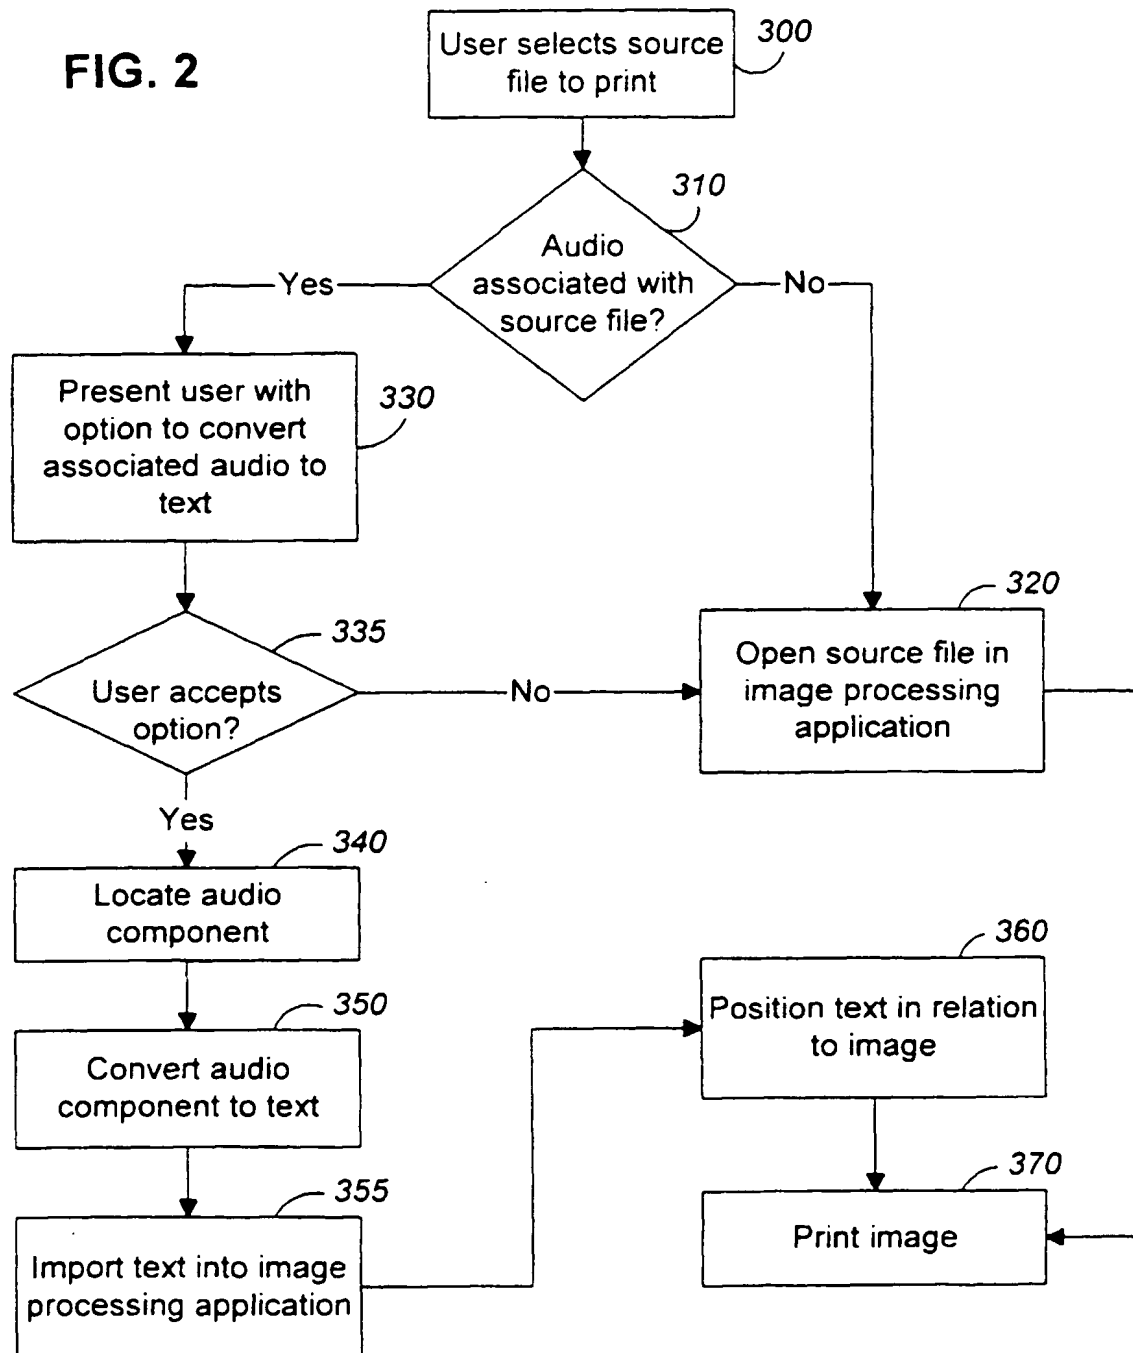 FIG. 2
User selects source
file to print
300
310
Audio
associated with
source file?
Yes
No
Present user with
option to convert
associated audio to
text
330
335
User accepts
option?
No
320
Open source file in
image processing
application
Yes
340
Locate audio
component
350
Convert audio
component to text
355
Import text into image
processing application
360
Position text in relation
to image
370
Print image